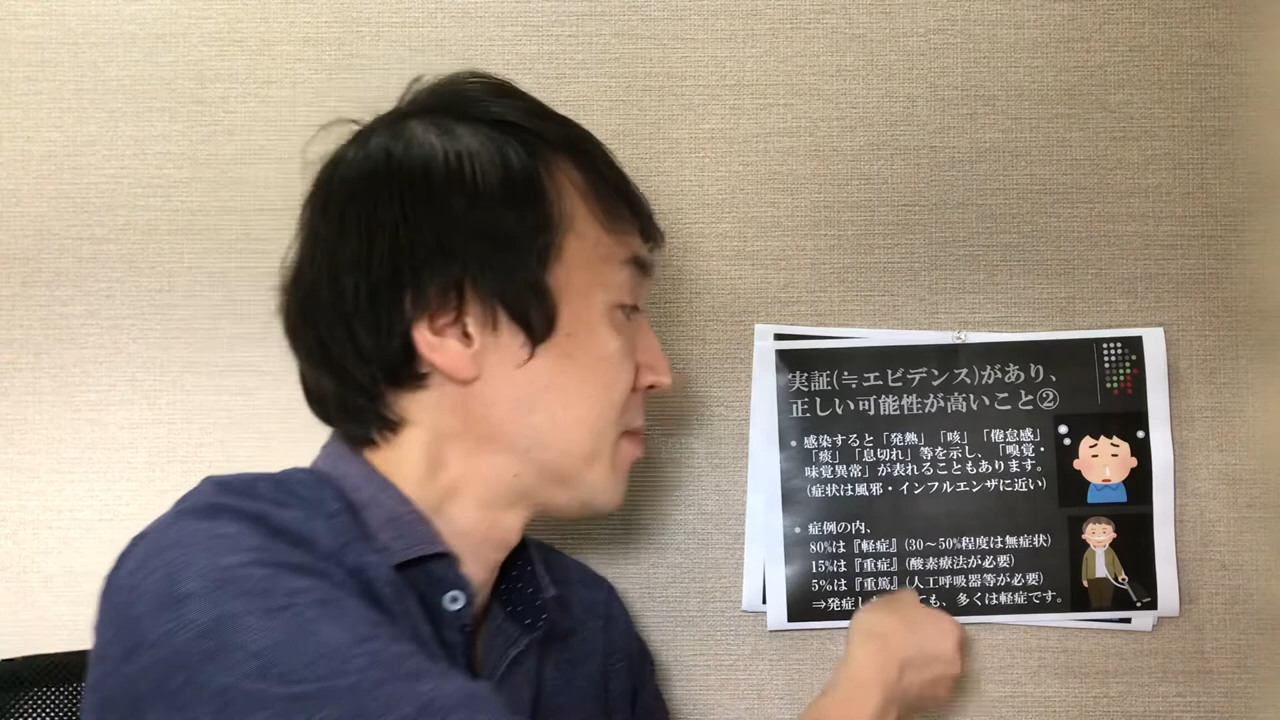 実証(≒エビデンス)があり、
正しい可能性が高いこと②
• 感染すると「発熱」「咳」「倦怠感」
「痰」「息切れ」等を示し、「嗅覚・
味覚異常」が表れることもあります。
(症状は風邪・インフルエンザに近い)
• 症例の内、
80%は『軽症』(30〜50%程度は無症状)
15%は『重症』(酸素療法が必要)
5%は『重篤』(人工呼吸器等が必要)
⇒発症し ても、多くは軽症です。